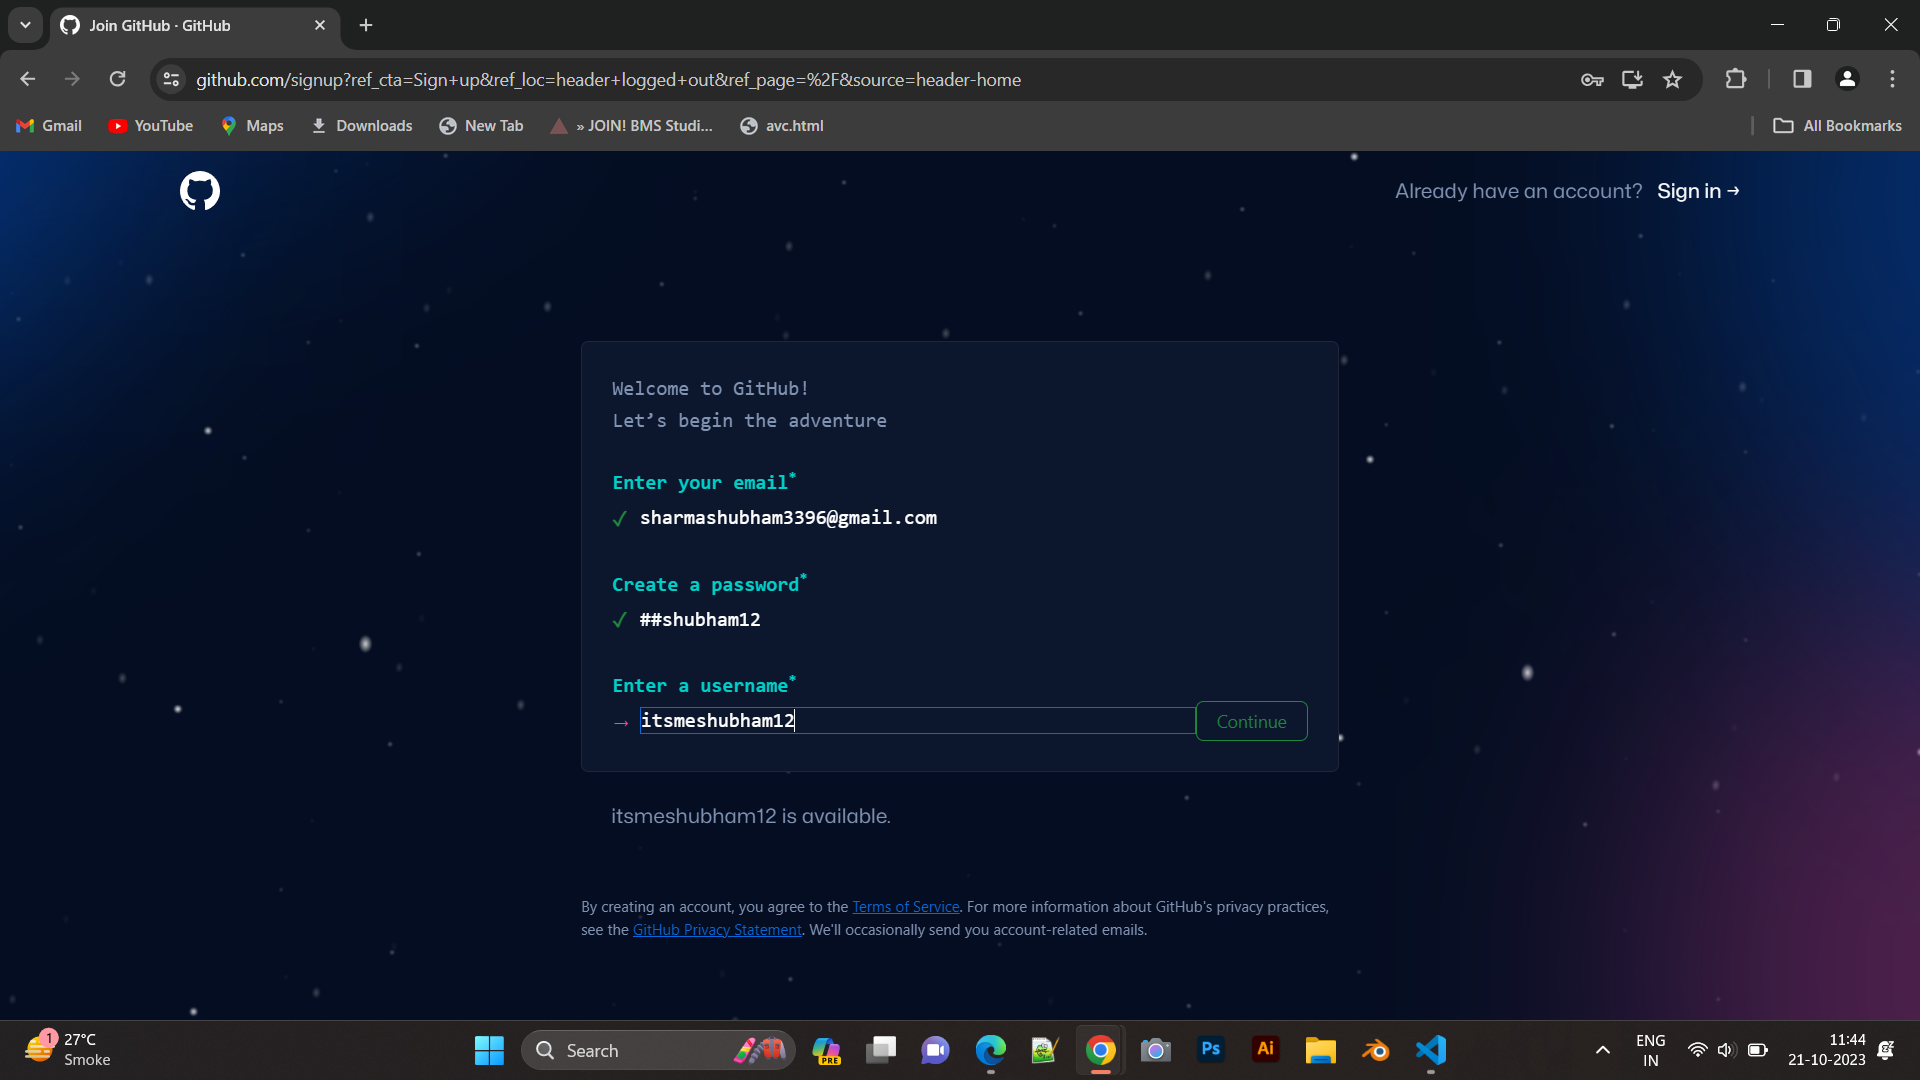 Join GitHub · GitHub
github.com/signup?ref_cta=Sign+up&ref_loc=header+logged+out&ref_page=%2F&source=header-home
Gmail
YouTube
Maps
Downloads
New Tab
» JOIN! BMS Studi...
avc.html
All Bookmarks
Already have an account? Sign in →
Welcome to GitHub!
Let’s begin the adventure
Enter your email*
✓ sharmashubham3396@gmail.com
Create a password*
✓ ##shubham12
Enter a username*
→ itsmeshubham12
Continue
itsmeshubham12 is available.
By creating an account, you agree to the Terms of Service. For more information about GitHub's privacy practices,
see the GitHub Privacy Statement. We'll occasionally send you account-related emails.
1
27°C
Smoke
Search
PRE
Ps
Ai
ENG
IN
11:44
21-10-2023